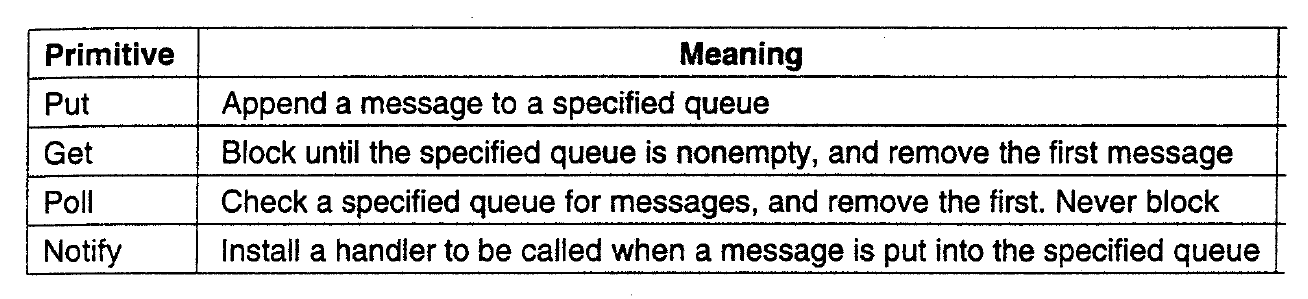 Primitive Meaning
Put Append a message to a specified queue
Get Block until the specified queue is nonempty, and remove the first message
Poll Check a specified queue for messages, and remove the first. Never block
Notify Install a handler to be called when a message is put into the specified queue